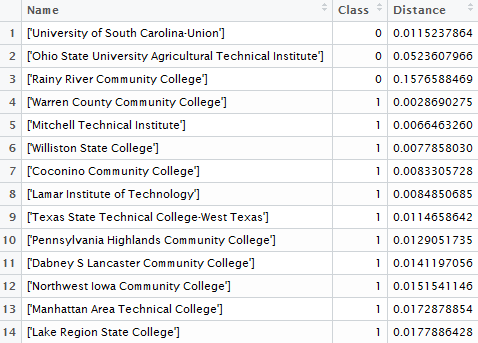 Name Class Distance
1 ['University of South Carolina-Union'] 0 0.0115237864
2 ['Ohio State University Agricultural Technical Institute'] 0 0.0523607966
3 ['Rainy River Community College'] 0 0.1576588469
4 ['Warren County Community College'] 1 0.0028690275
5 ['Mitchell Technical Institute'] 1 0.0066463260
6 ['Williston State College'] 1 0.0077858030
7 ['Coconino Community College'] 1 0.0083305728
8 ['Lamar Institute of Technology'] 1 0.0084850685
9 ['Texas State Technical College-West Texas'] 1 0.0114658642
10 ['Pennsylvania Highlands Community College'] 1 0.0129051735
11 ['Dabney S Lancaster Community College'] 1 0.0141197056
12 ['Northwest Iowa Community College'] 1 0.0151541146
13 ['Manhattan Area Technical College'] 1 0.0172878854
14 ['Lake Region State College'] 1 0.0177886428